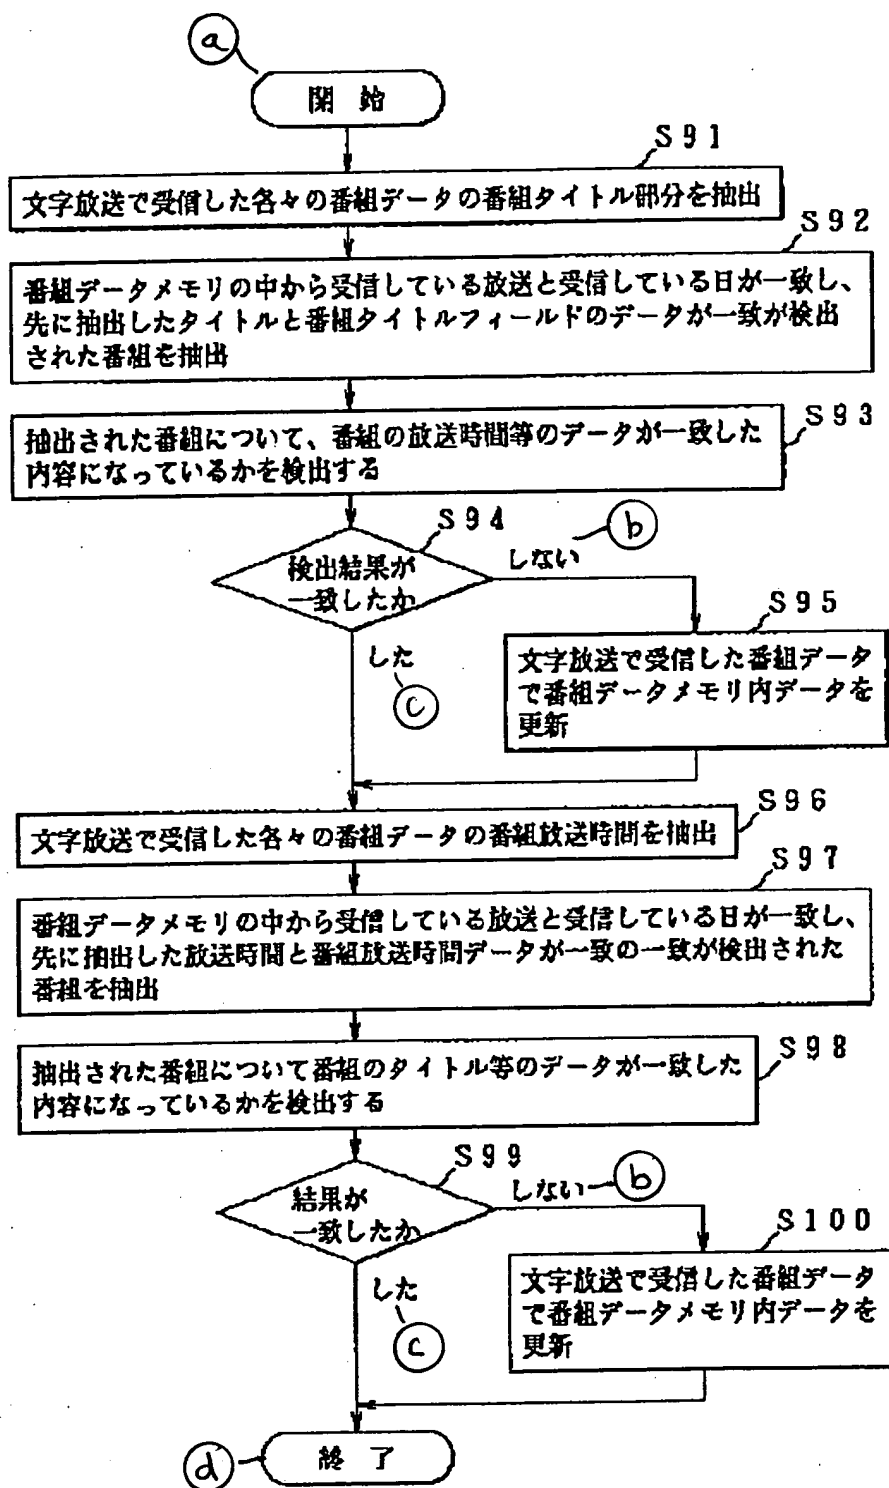 a
開 始
S91
文字放送で受信した各々の番組データの番組タイトル部分を抽出
S92
番組データメモリの中から受信している放送と受信している日が一致し、
先に抽出したタイトルと番組タイトルフィールドのデータが一致が検出
された番組を抽出
S93
抽出された番組について、番組の放送時間等のデータが一致した
内容になっているかを検出する
S94
検出結果が
一致したか
しない
b
した
c
S95
文字放送で受信した番組データ
で番組データメモリ内データを
更新
S96
文字放送で受信した各々の番組データの番組放送時間を抽出
S97
番組データメモリの中から受信している放送と受信している日が一致し、
先に抽出した放送時間と番組放送時間データが一致の一致が検出された
番組を抽出
S98
抽出された番組について番組のタイトル等のデータが一致した
内容になっているかを検出する
S99
結果が
一致したか
しない
b
した
c
S100
文字放送で受信した番組データ
で番組データメモリ内データを
更新
d
終 了